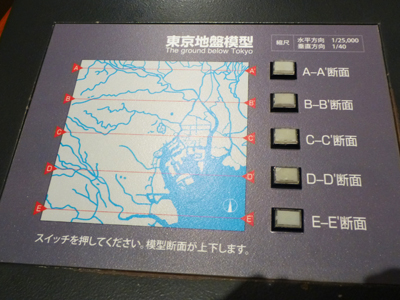 東京地盤模型
The ground below Tokyo
縮尺 水平方向 1/25,000
垂直方向 1/40
A A'
B B'
C C'
D D'
E E'
A–A'断面
B–B'断面
C–C'断面
D–D'断面
E–E'断面
スイッチを押してください。模型断面が上下します。